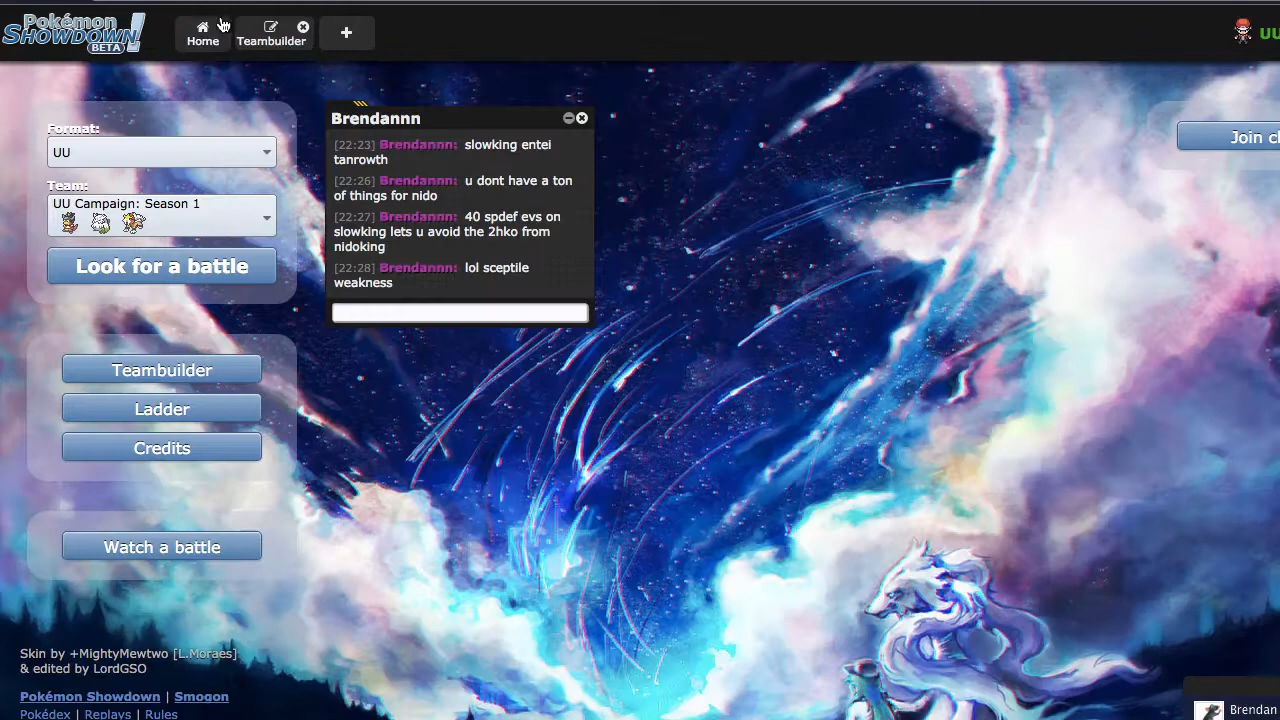 Pokémon
SHOWDOWN!
BETA
Home
Teambuilder
+
UU
Format:
UU
Team:
UU Campaign: Season 1
Look for a battle
Teambuilder
Ladder
Credits
Watch a battle
Brendannn
[22:23] Brendannn: slowking entei
tanrowth
[22:26] Brendannn: u dont have a ton
of things for nido
[22:27] Brendannn: 40 spdef evs on
slowking lets u avoid the 2hko from
nidoking
[22:28] Brendannn: lol sceptile
weakness
Join c
Skin by +MightyMewtwo [L.Moraes]
& edited by LordGSO
Pokémon Showdown | Smogon
Pokédex | Replays | Rules
Brendan